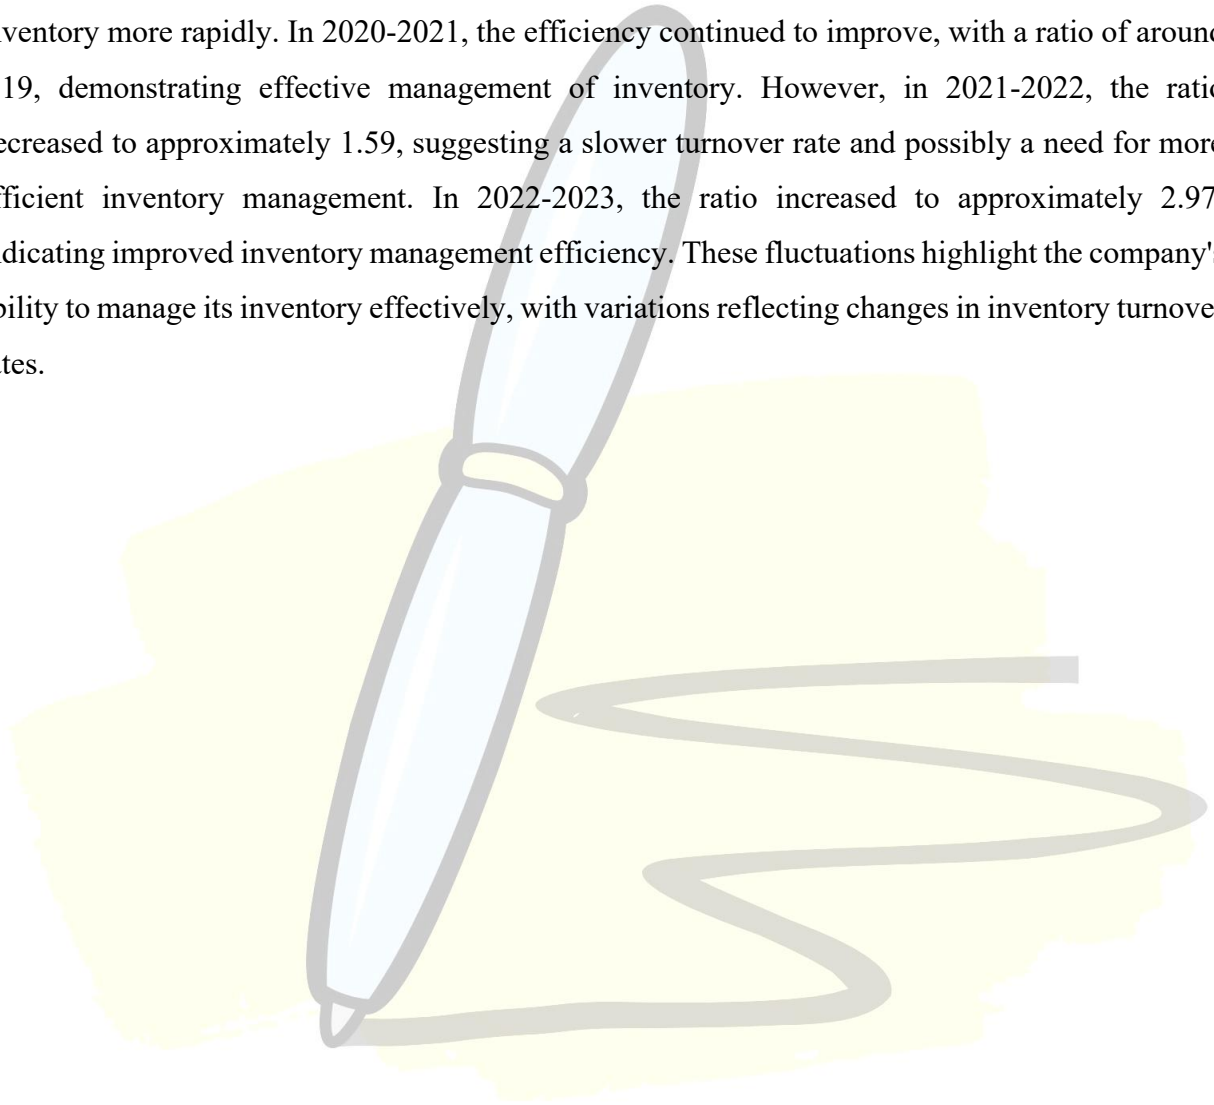 ventory more rapidly. In 2020-2021, the efficiency continued to improve, with a ratio of around
19, demonstrating effective management of inventory. However, in 2021-2022, the ratio
ecreased to approximately 1.59, suggesting a slower turnover rate and possibly a need for more
fficient inventory management. In 2022-2023, the ratio increased to approximately 2.97,
dicating improved inventory management efficiency. These fluctuations highlight the company's
bility to manage its inventory effectively, with variations reflecting changes in inventory turnover
tes.